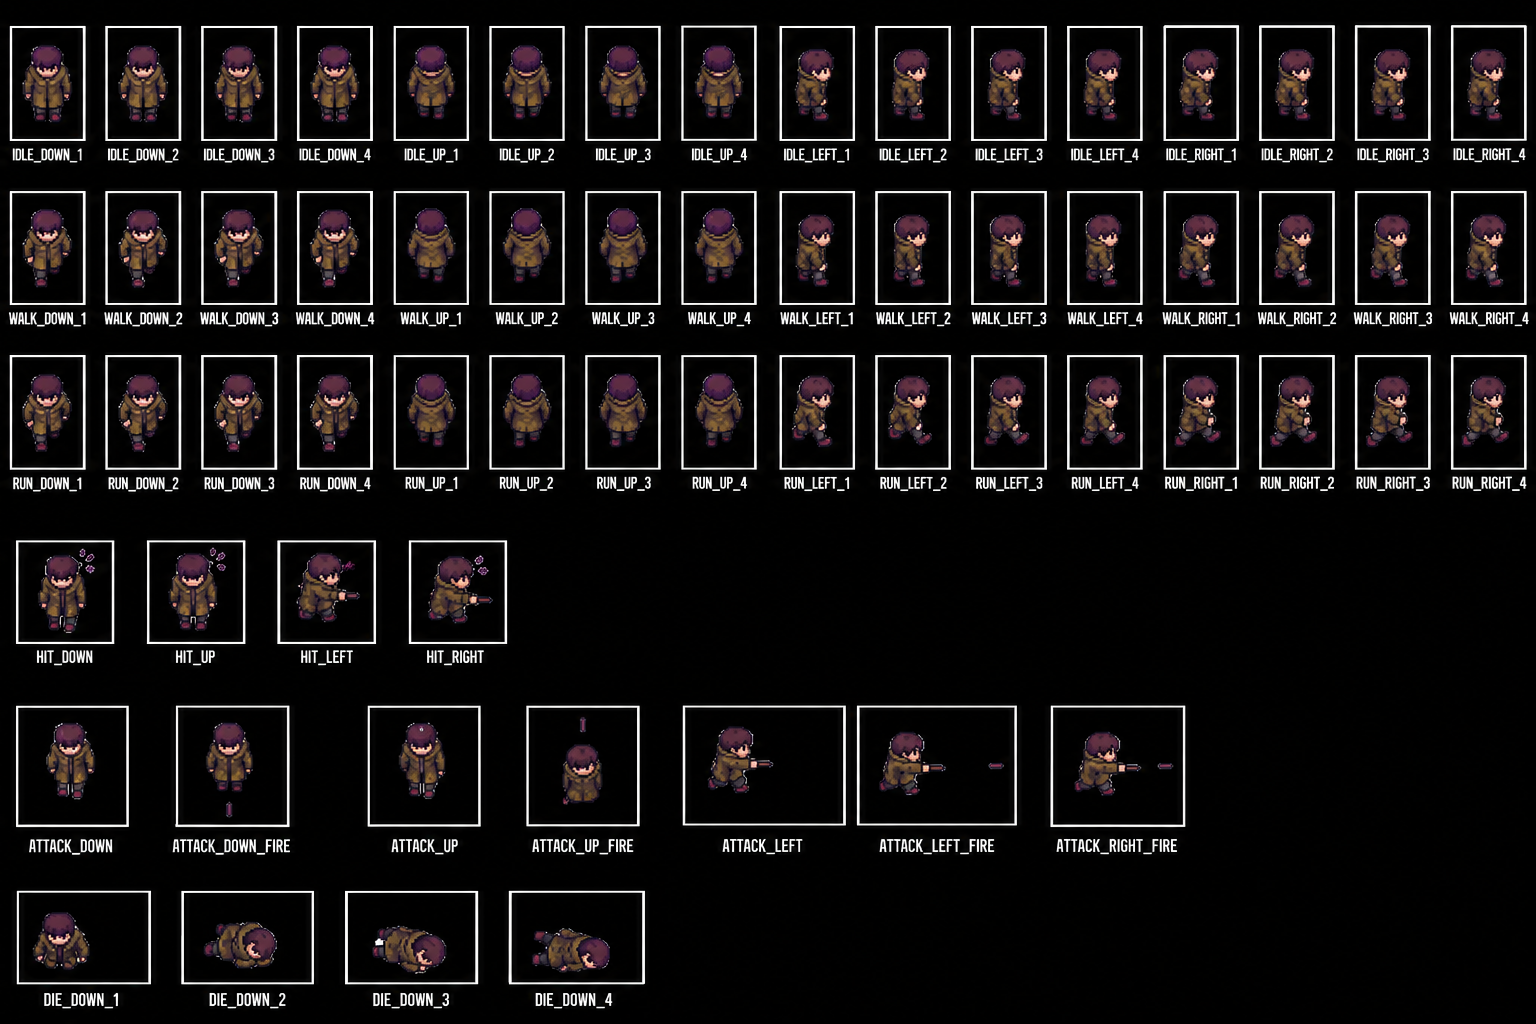 IDLE_DOWN_1 IDLE_DOWN_2 IDLE_DOWN_3 IDLE_DOWN_4 IDLE_UP_1 IDLE_UP_2 IDLE_UP_3 IDLE_UP_4 IDLE_LEFT_1 IDLE_LEFT_2 IDLE_LEFT_3 IDLE_LEFT_4 IDLE_RIGHT_1 IDLE_RIGHT_2 IDLE_RIGHT_3 IDLE_RIGHT_4
WALK_DOWN_1 WALK_DOWN_2 WALK_DOWN_3 WALK_DOWN_4 WALK_UP_1 WALK_UP_2 WALK_UP_3 WALK_UP_4 WALK_LEFT_1 WALK_LEFT_2 WALK_LEFT_3 WALK_LEFT_4 WALK_RIGHT_1 WALK_RIGHT_2 WALK_RIGHT_3 WALK_RIGHT_4
RUN_DOWN_1 RUN_DOWN_2 RUN_DOWN_3 RUN_DOWN_4 RUN_UP_1 RUN_UP_2 RUN_UP_3 RUN_UP_4 RUN_LEFT_1 RUN_LEFT_2 RUN_LEFT_3 RUN_LEFT_4 RUN_RIGHT_1 RUN_RIGHT_2 RUN_RIGHT_3 RUN_RIGHT_4
HIT_DOWN HIT_UP HIT_LEFT HIT_RIGHT
ATTACK_DOWN ATTACK_DOWN_FIRE ATTACK_UP ATTACK_UP_FIRE ATTACK_LEFT ATTACK_LEFT_FIRE ATTACK_RIGHT_FIRE
DIE_DOWN_1 DIE_DOWN_2 DIE_DOWN_3 DIE_DOWN_4